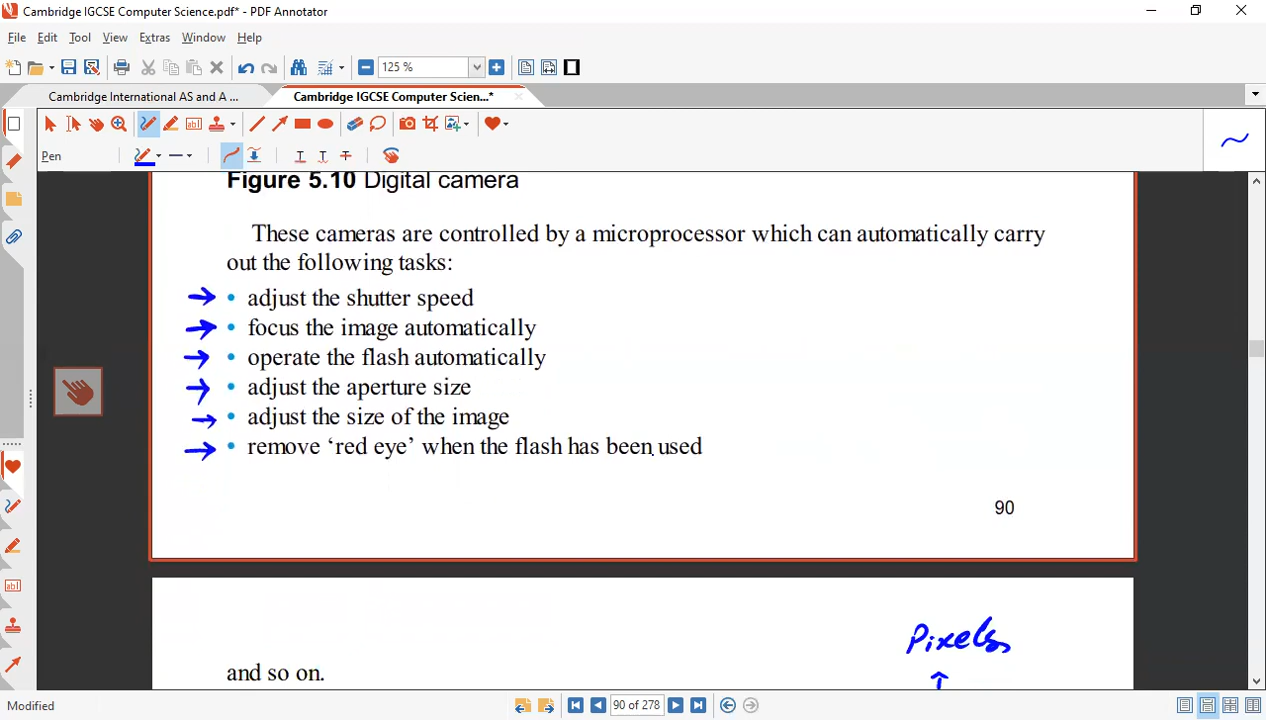 Cambridge IGCSE Computer Science.pdf* - PDF Annotator
File Edit Tool View Extras Window Help
125 %
Cambridge International AS and A ...
Cambridge IGCSE Computer Scien...*
Pen
Figure 5.10 Digital camera
These cameras are controlled by a microprocessor which can automatically carry
out the following tasks:
• adjust the shutter speed
• focus the image automatically
• operate the flash automatically
• adjust the aperture size
• adjust the size of the image
• remove ‘red eye’ when the flash has been used
90
Pixels
and so on.
Modified
90 of 278